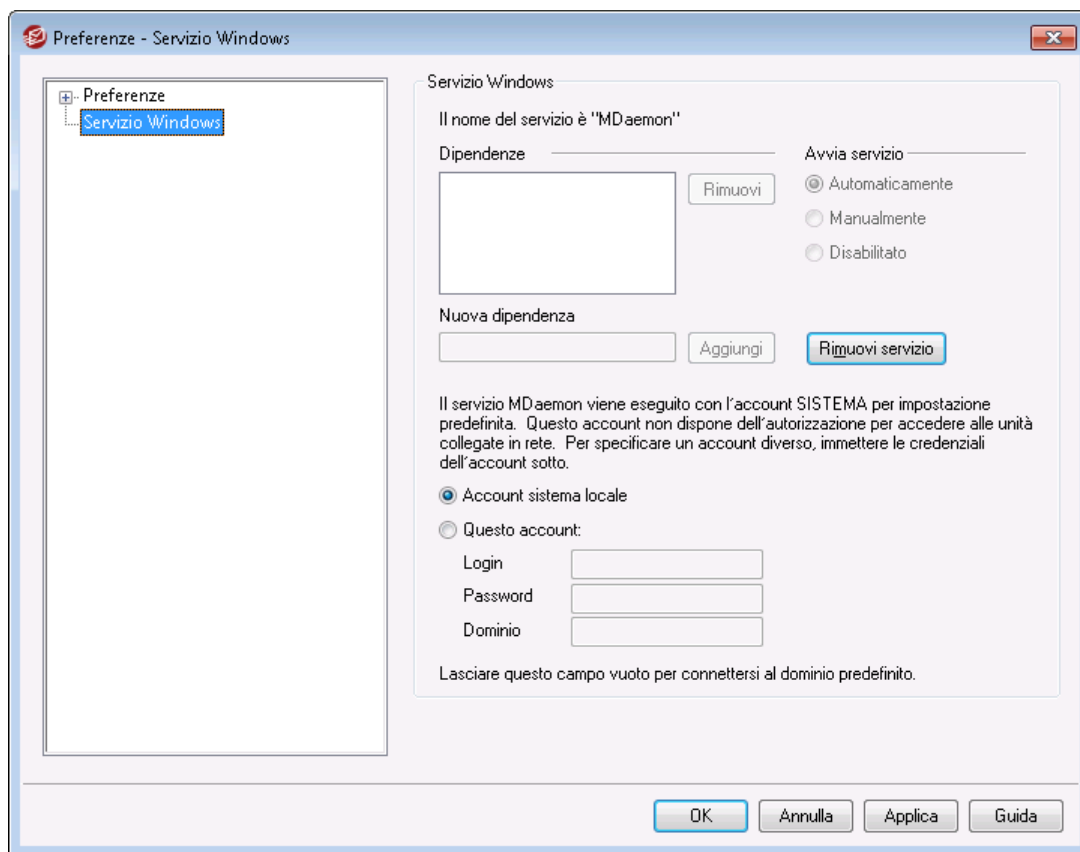 Preferenze - Servizio Windows
Preferenze
Servizio Windows
Servizio Windows
Il nome del servizio è "MDaemon"
Dipendenze
Rimuovi
Avvia servizio
Automaticamente
Manualmente
Disabilitato
Nuova dipendenza
Aggiungi
Rimuovi servizio
Il servizio MDaemon viene eseguito con l'account SISTEMA per impostazione
predefinita. Questo account non dispone dell'autorizzazione per accedere alle unità
collegate in rete. Per specificare un account diverso, immettere le credenziali
dell'account sotto.
Account sistema locale
Questo account:
Login
Password
Dominio
Lasciare questo campo vuoto per connettersi al dominio predefinito.
OK
Annulla
Applica
Guida